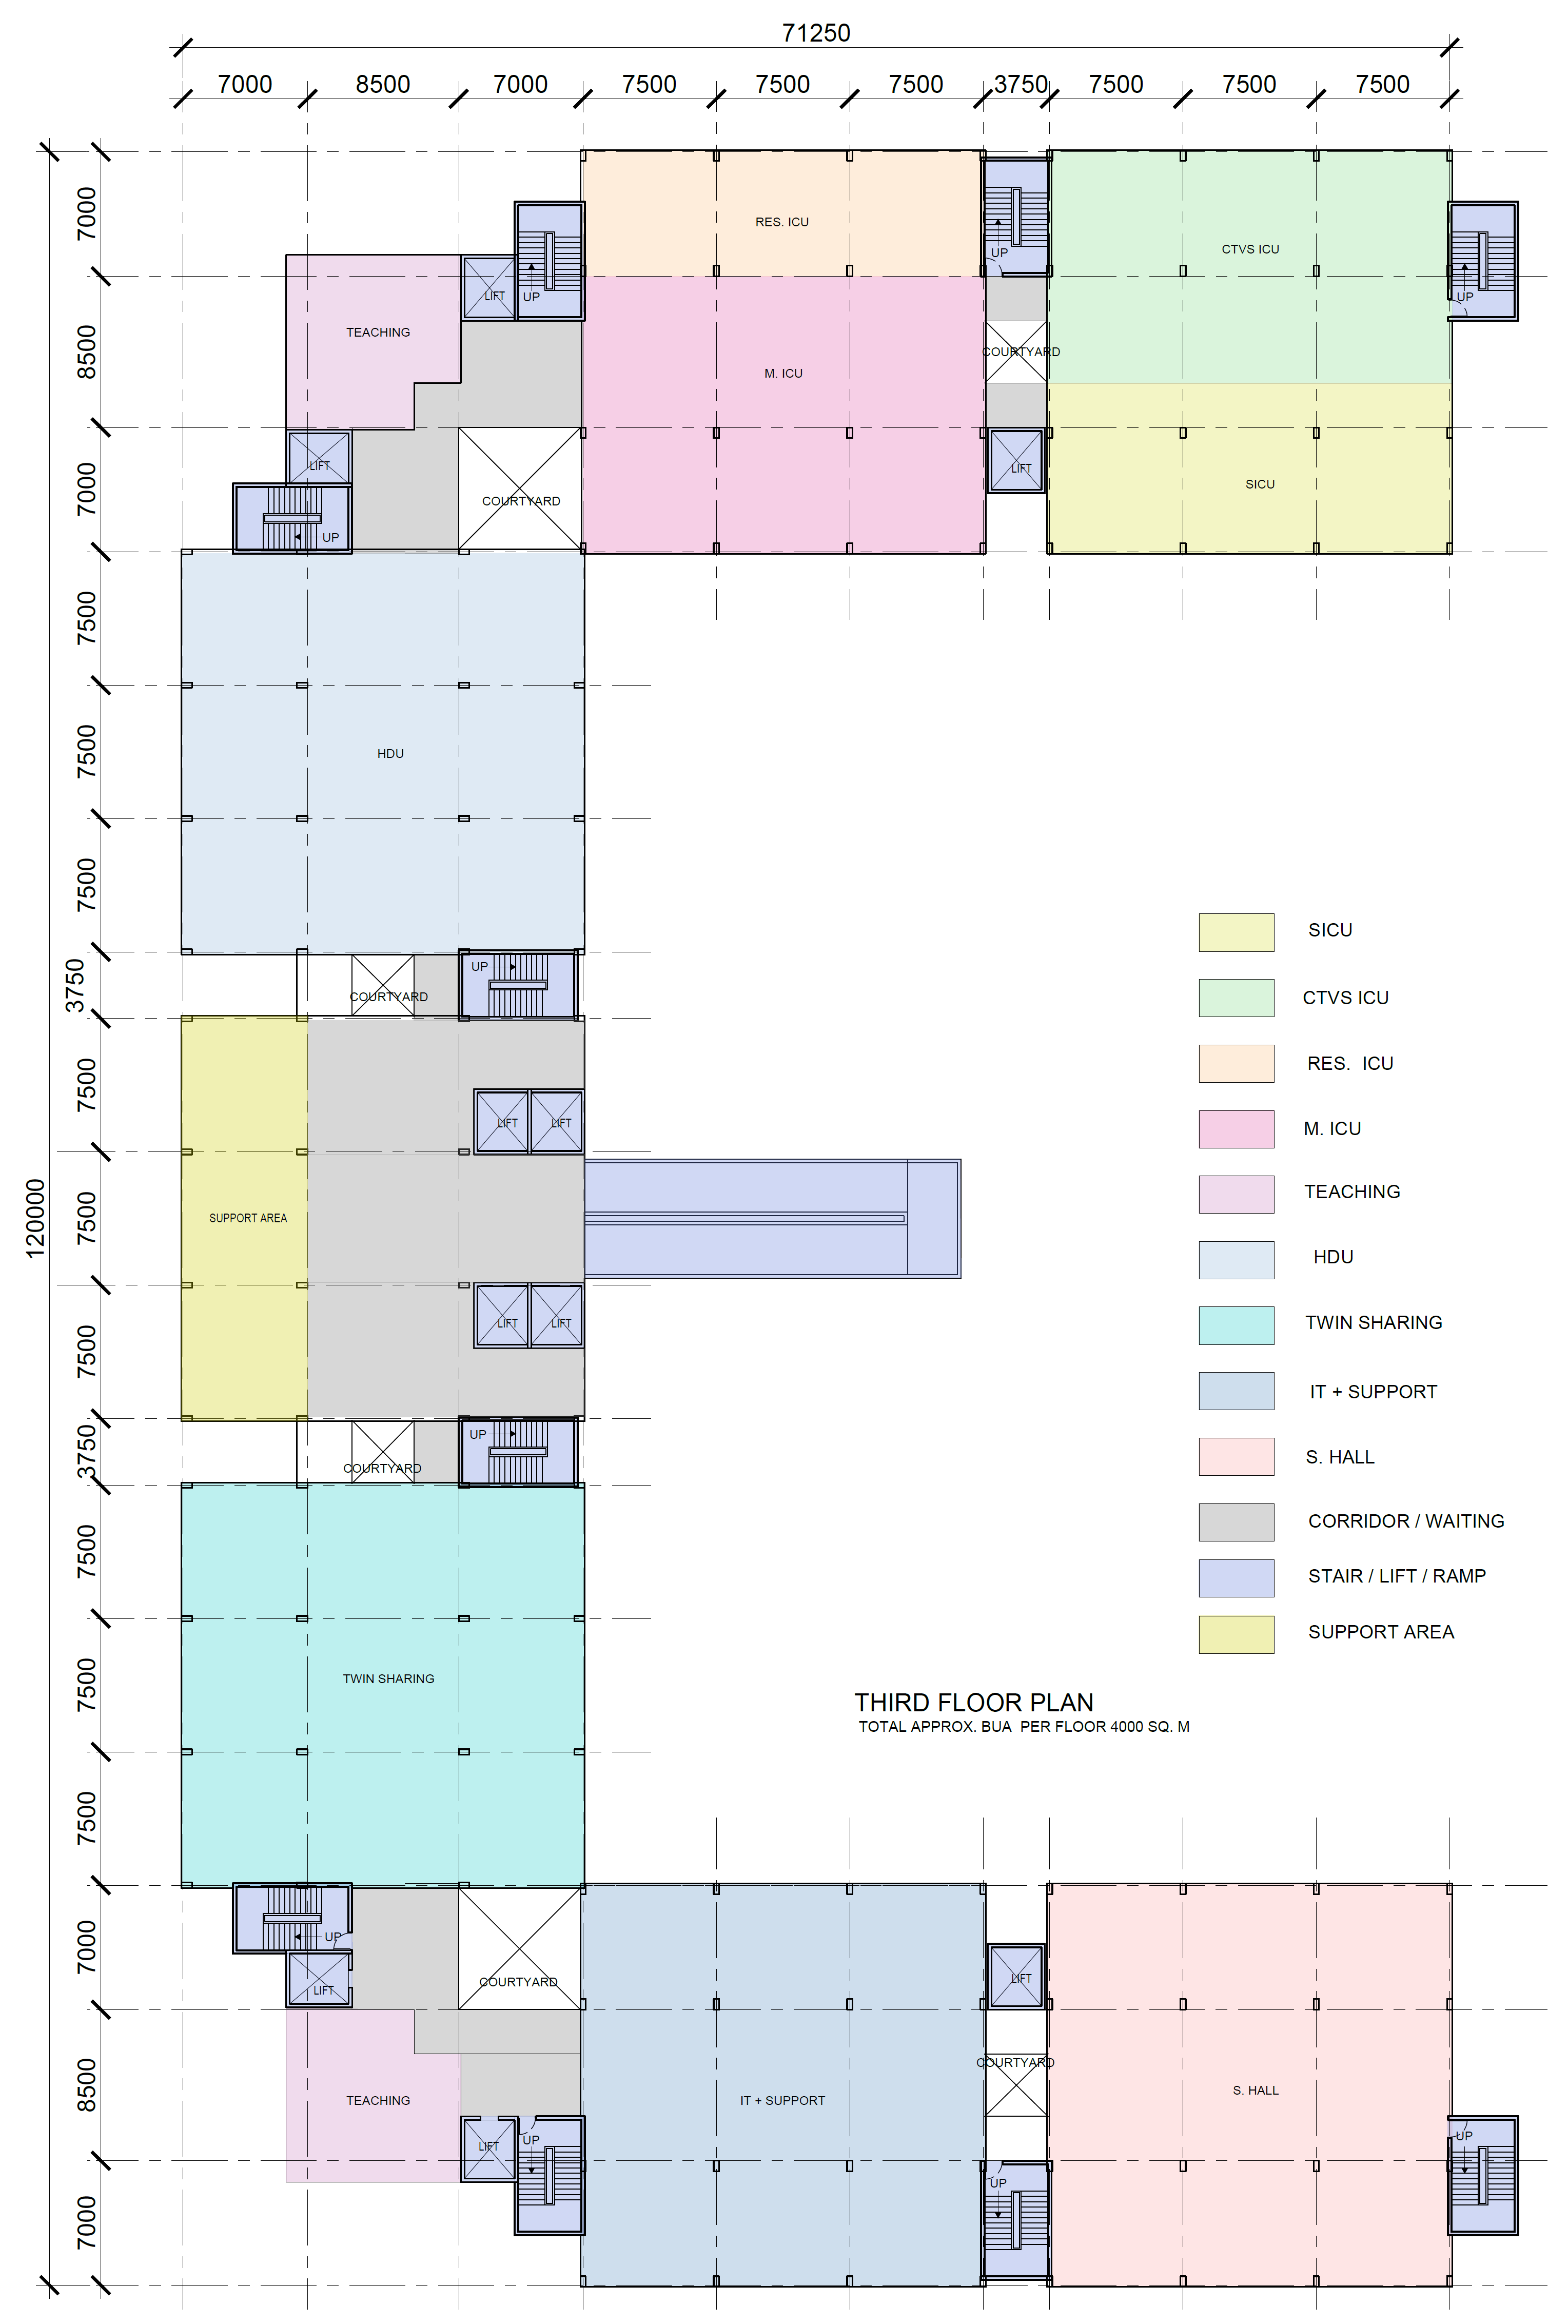 71250
7000 8500 7000 7500 7500 7500 3750 7500 7500 7500
7000
RES. ICU
CTVS ICU
UP
LIFT
UP
UP
TEACHING
8500
COURTYARD
M. ICU
LIFT
LIFT
7000
COURTYARD
SICU
UP
7500
7500
HDU
7500
3750
UP
COURTYARD
7500
LIFT
LIFT
120000
7500
SUPPORT AREA
LIFT
LIFT
7500
3750
UP
COURTYARD
7500
TWIN SHARING
7500
7500
SICU
CTVS ICU
RES. ICU
M. ICU
TEACHING
HDU
TWIN SHARING
IT + SUPPORT
S. HALL
CORRIDOR / WAITING
STAIR / LIFT / RAMP
SUPPORT AREA
THIRD FLOOR PLAN
TOTAL APPROX. BUA PER FLOOR 4000 SQ. M
7000
UP
LIFT
COURTYARD
LIFT
8500
COURTYARD
TEACHING
IT + SUPPORT
S. HALL
LIFT
UP
UP
UP
7000